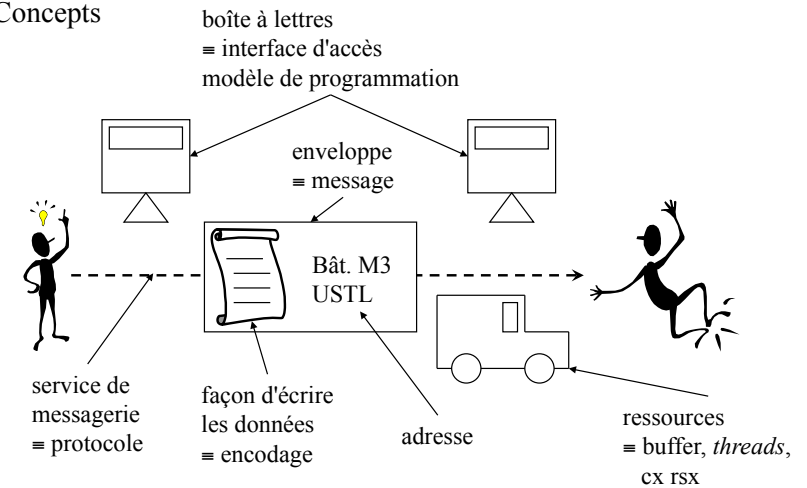 Concepts
boîte à lettres
≡ interface d'accès
modèle de programmation
enveloppe
≡ message
Bât. M3
USTL
service de
messagerie
≡ protocole
façon d'écrire
les données
≡ encodage
adresse
ressources
≡ buffer, threads,
cx rsx